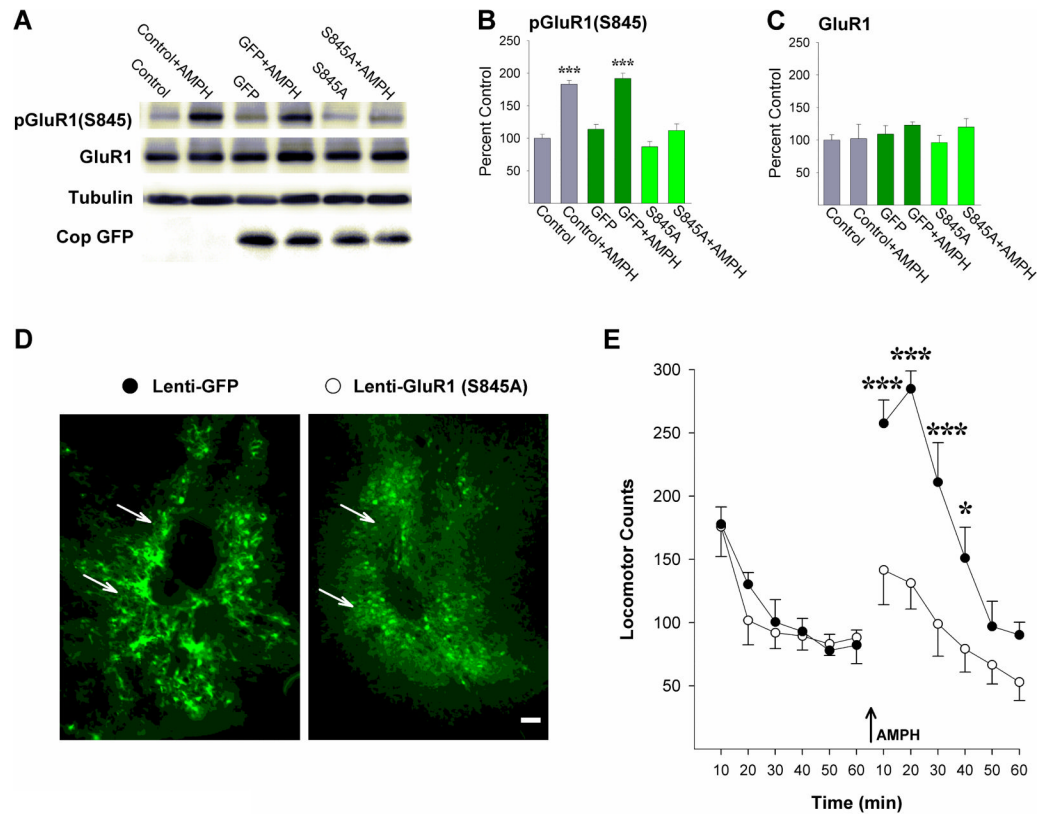 A
Control
Control+AMPH
GFP
GFP+AMPH
S845A
S845A+AMPH
pGluR1(S845)
GluR1
Tubulin
Cop GFP
B
pGluR1(S845)
Percent Control
250
200
150
100
50
***
***
Control
Control+AMPH
GFP
GFP+AMPH
S845A
S845A+AMPH
C
GluR1
Percent Control
250
200
150
100
50
Control
Control+AMPH
GFP
GFP+AMPH
S845A
S845A+AMPH
D
Lenti-GFP
Lenti-GluR1 (S845A)
E
Locomotor Counts
300
250
200
150
100
50
***
***
***
*
AMPH
10 20 30 40 50 60 10 20 30 40 50 60
Time (min)